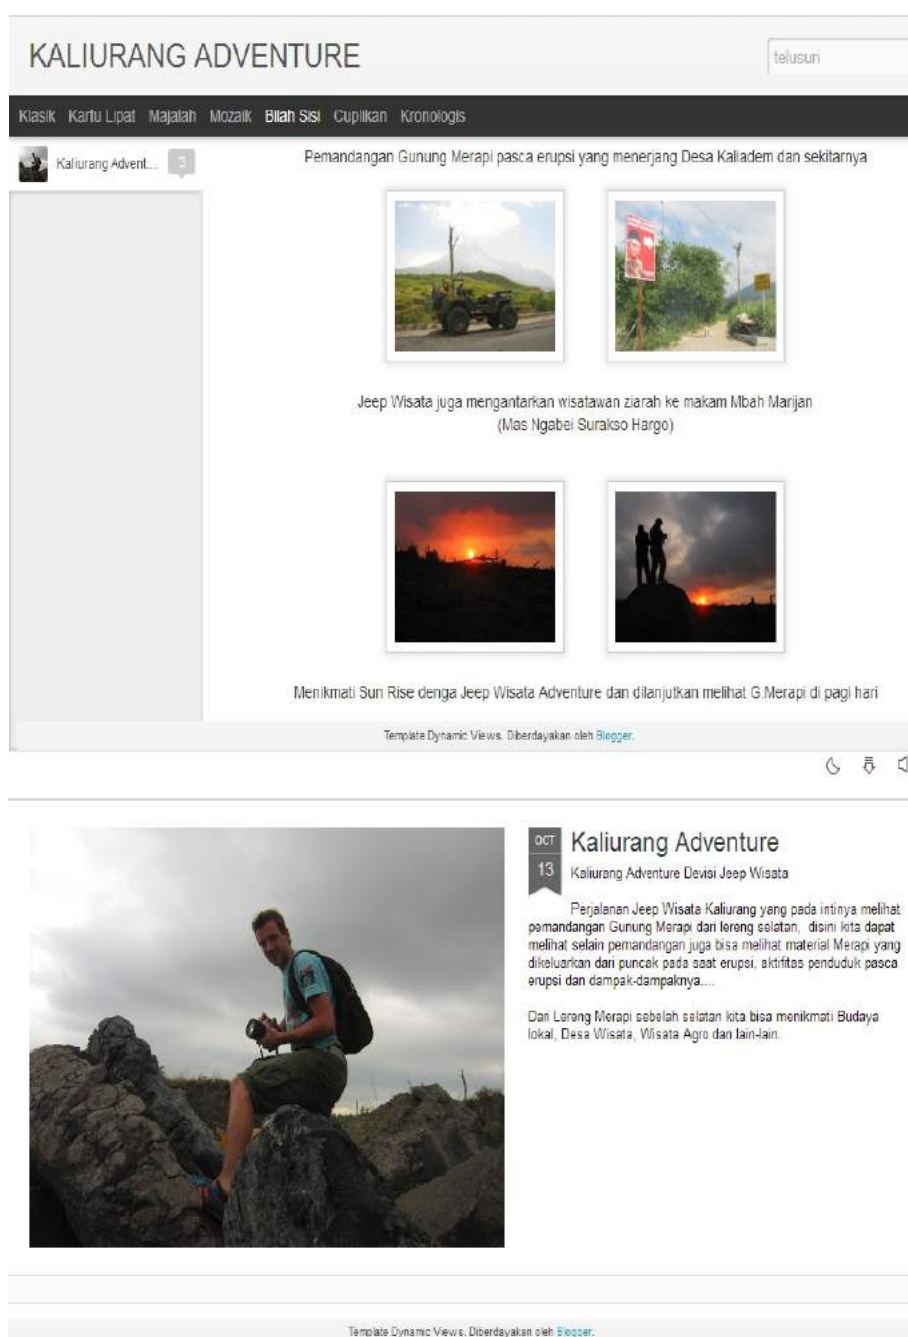 KALIURANG ADVENTURE
telusuri
Klasik Kartu Lipat Majalah Mozaik Bilah Sisi Cuplikan Kronologis
Kaliurang Advent... 3
Pemandangan Gunung Merapi pasca erupsi yang menerjang Desa Kaliadem dan sekitarnya
Jeep Wisata juga mengantarkan wisatawan ziarah ke makam Mbah Marijan
(Mas Ngabei Surakso Hargo)
Menikmati Sun Rise denga Jeep Wisata Adventure dan dilanjutkan melihat G.Merapi di pagi hari
Template Dynamic Views. Diberdayakan oleh Blogger.
OCT
13
Kaliurang Adventure
Kaliurang Adventure Devisi Jeep Wisata
Perjalanan Jeep Wisata Kaliurang yang pada intinya melihat
pemandangan Gunung Merapi dari lereng selatan, disini kita dapat
melihat selain pemandangan juga bisa melihat material Merapi yang
dikeluarkan dari puncak pada saat erupsi, aktifitas penduduk pasca
erupsi dan dampak-dampaknya....
Dari Lereng Merapi sebelah selatan kita bisa menikmati Budaya
lokal, Desa Wisata, Wisata Agro dan lain-lain.
Template Dynamic Views. Diberdayakan oleh Blogger.